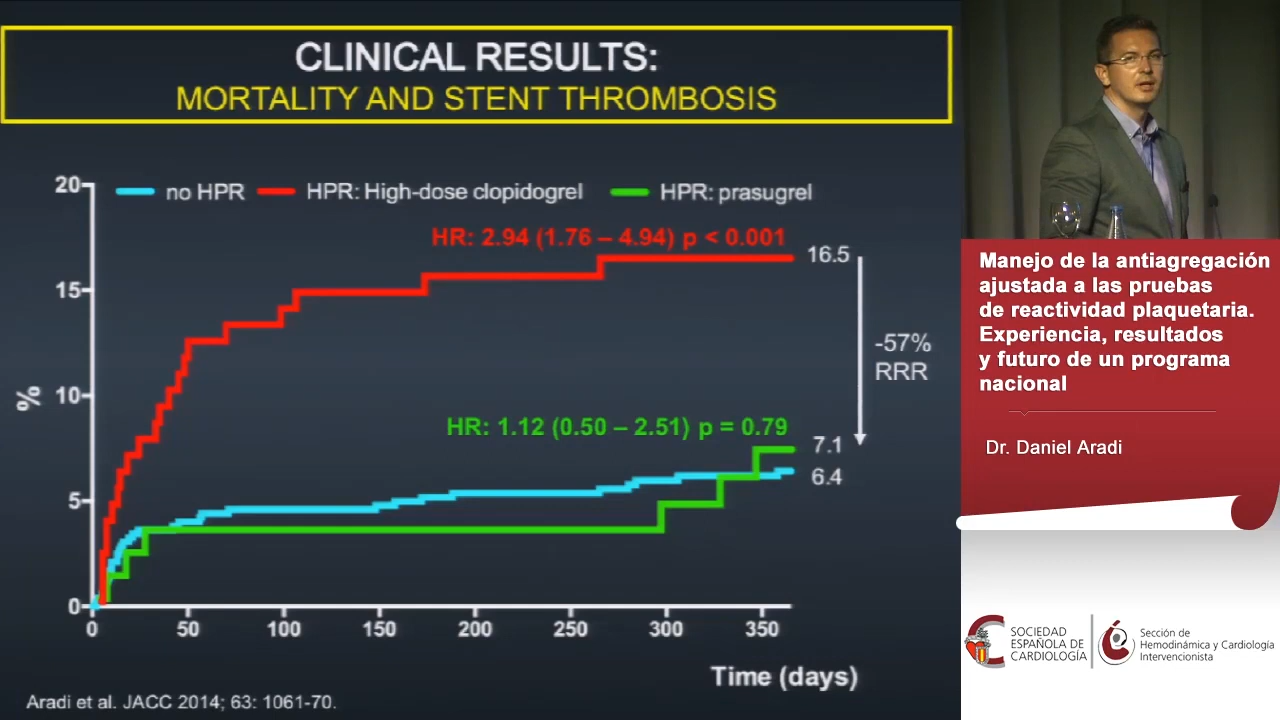 CLINICAL RESULTS:
MORTALITY AND STENT THROMBOSIS
20
no HPR
HPR: High-dose clopidogrel
HPR: prasugrel
HR: 2.94 (1.76 – 4.94) p < 0.001
16.5
15
-57%
RRR
%
10
HR: 1.12 (0.50 – 2.51) p = 0.79
7.1
6.4
5
0
0 50 100 150 200 250 300 350
Time (days)
Aradi et al. JACC 2014; 63: 1061-70.
Manejo de la antiagregación
ajustada a las pruebas
de reactividad plaquetaria.
Experiencia, resultados
y futuro de un programa
nacional
Dr. Daniel Aradi
SOCIEDAD
ESPAÑOLA DE
CARDIOLOGÍA
Sección de
Hemodinámica y Cardiología
Intervencionista